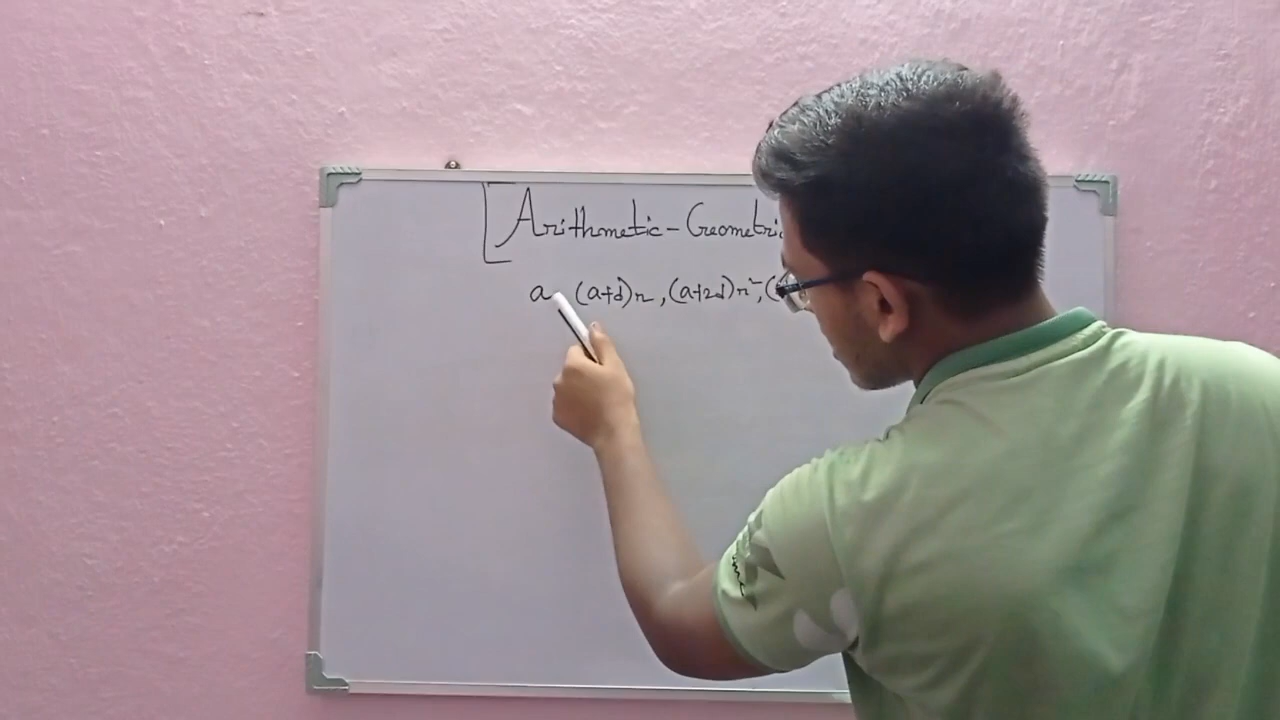 Arithmetic - Geometric
a, (a+d)r, (a+2d)r², (